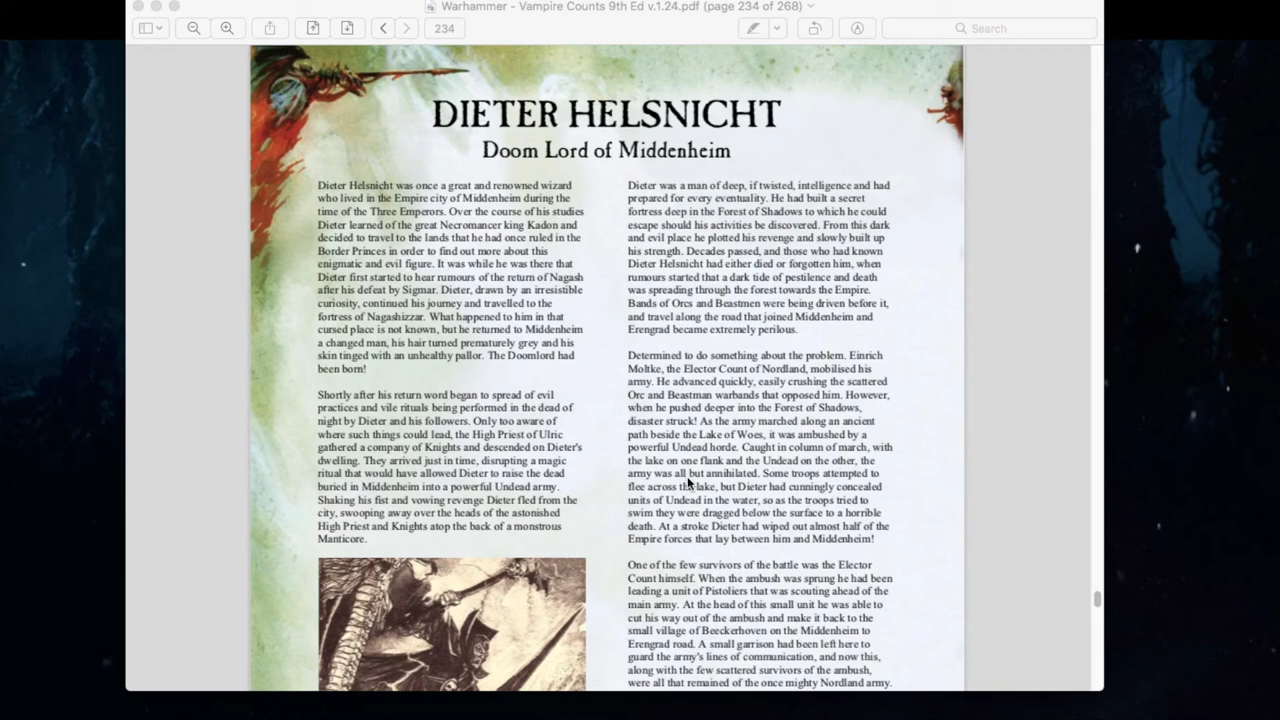 Warhammer - Vampire Counts 9th Ed v.1.24.pdf (page 234 of 268)
234
Search
DIETER HELSNICHT
Doom Lord of Middenheim
Dieter Helsnicht was once a great and renowned wizard
who lived in the Empire city of Middenheim during the
time of the Three Emperors. Over the course of his studies
Dieter learned of the great Necromancer king Kadon and
decided to travel to the lands that he had once ruled in the
Border Princes in order to find out more about this
enigmatic and evil figure. It was while he was there that
Dieter first started to hear rumours of the return of Nagash
after his defeat by Sigmar. Dieter, drawn by an irresistible
curiosity, continued his journey and travelled to the
fortress of Nagashizzar. What happened to him in that
cursed place is not known, but he returned to Middenheim
a changed man, his hair turned prematurely grey and his
skin tinged with an unhealthy pallor. The Doomlord had
been born!
Shortly after his return word began to spread of evil
practices and vile rituals being performed in the dead of
night by Dieter and his followers. Only too aware of
where such things could lead, the High Priest of Ulric
gathered a company of Knights and descended on Dieter's
dwelling. They arrived just in time, disrupting a magic
ritual that would have allowed Dieter to raise the dead
buried in Middenheim into a powerful Undead army.
Shaking his fist and vowing revenge Dieter fled from the
city, swooping away over the heads of the astonished
High Priest and Knights atop the back of a monstrous
Manticore.
Dieter was a man of deep, if twisted, intelligence and had
prepared for every eventuality. He had built a secret
fortress deep in the Forest of Shadows to which he could
escape should his activities be discovered. From this dark
and evil place he plotted his revenge and slowly built up
his strength. Decades passed, and those who had known
Dieter Helsnicht had either died or forgotten him, when
rumours started that a dark tide of pestilence and death
was spreading through the forest towards the Empire.
Bands of Orcs and Beastmen were being driven before it,
and travel along the road that joined Middenheim and
Erengrad became extremely perilous.
Determined to do something about the problem. Einrich
Moltke, the Elector Count of Nordland, mobilised his
army. He advanced quickly, easily crushing the scattered
Orc and Beastman warbands that opposed him. However,
when he pushed deeper into the Forest of Shadows,
disaster struck! As the army marched along an ancient
path beside the Lake of Woes, it was ambushed by a
powerful Undead horde. Caught in column of march, with
the lake on one flank and the Undead on the other, the
army was all but annihilated. Some troops attempted to
flee across the lake, but Dieter had cunningly concealed
units of Undead in the water, so as the troops tried to
swim they were dragged below the surface to a horrible
death. At a stroke Dieter had wiped out almost half of the
Empire forces that lay between him and Middenheim!
One of the few survivors of the battle was the Elector
Count himself. When the ambush was sprung he had been
leading a unit of Pistoliers that was scouting ahead of the
main army. At the head of this small unit he was able to
cut his way out of the ambush and make it back to the
small village of Beeckerhoven on the Middenheim to
Erengrad road. A small garrison had been left here to
guard the army's lines of communication, and now this,
along with the few scattered survivors of the ambush,
were all that remained of the once mighty Nordland army.